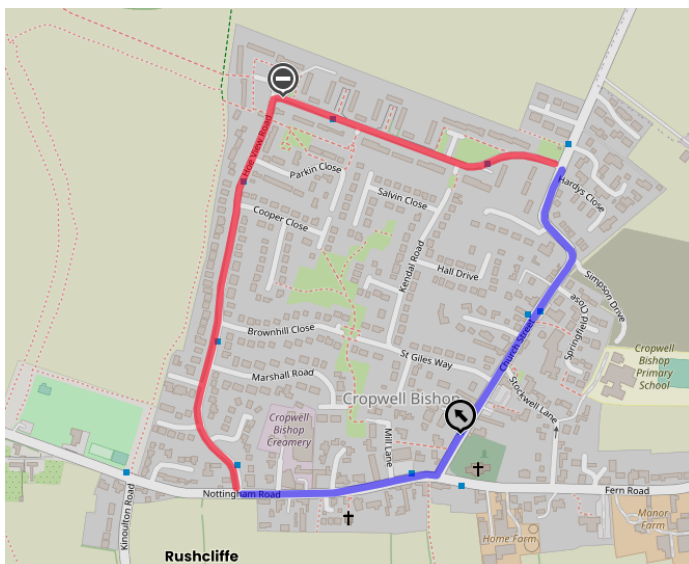 Hoe View Road
Parkin Close
Salvin Close
Hardys Close
Cooper Close
Kendal Road
Hall Drive
Simpson Drive
Springfield Close
Brownhill Close
Church Street
St Giles Way
Cropwell
Bishop
Primary
School
Marshall Road
Stockwell Lane
Cropwell Bishop
Cropwell
Bishop
Creamery
Mill Lane
Nottingham Road
Fern Road
Kinoulton Road
Manor
Farm
Home Farm
Rushcliffe